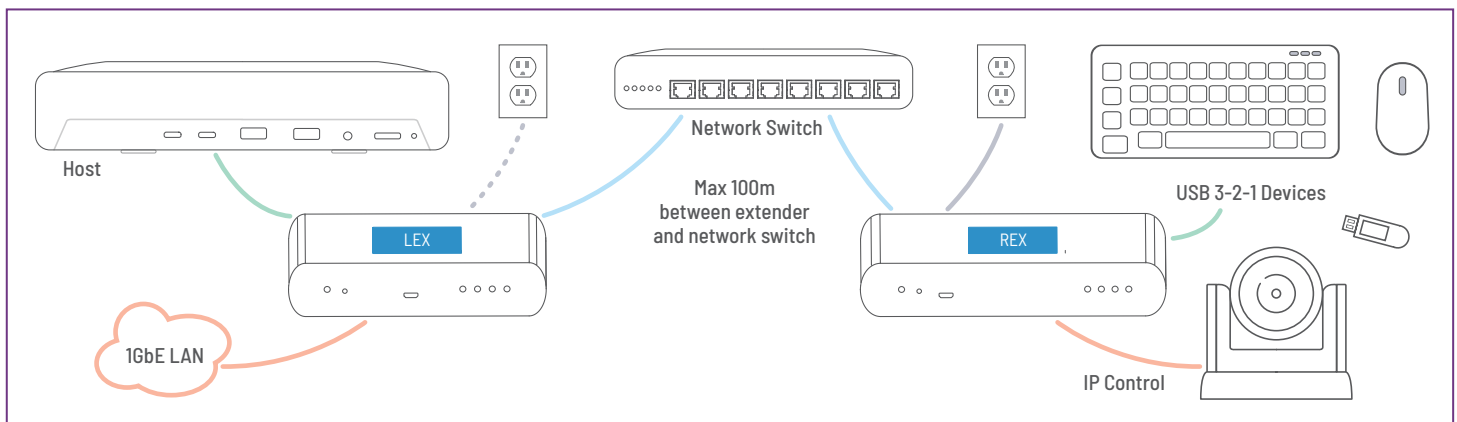 Host
Network Switch
LEX
Max 100m
between extender
and network switch
REX
USB 3-2-1 Devices
1GbE LAN
IP Control